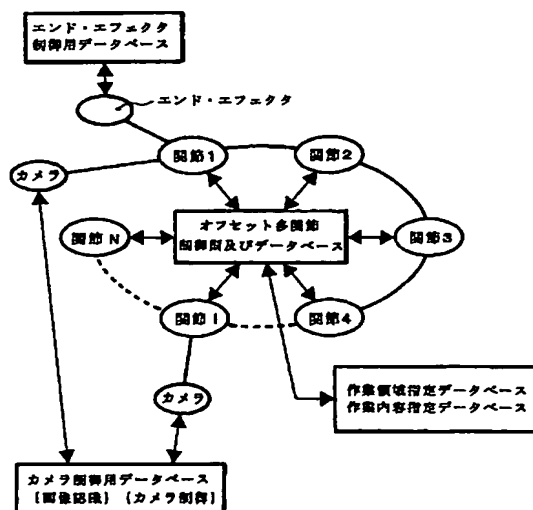 エンド・エフェクタ
制御用データベース
エンド・エフェクタ
関節1
関節2
カメラ
オフセット多関節
制御型及びデータベース
関節N
関節3
関節I
関節4
カメラ
作業領域指定データベース
作業内容指定データベース
カメラ制御用データベース
［画像認識］［カメラ制御］